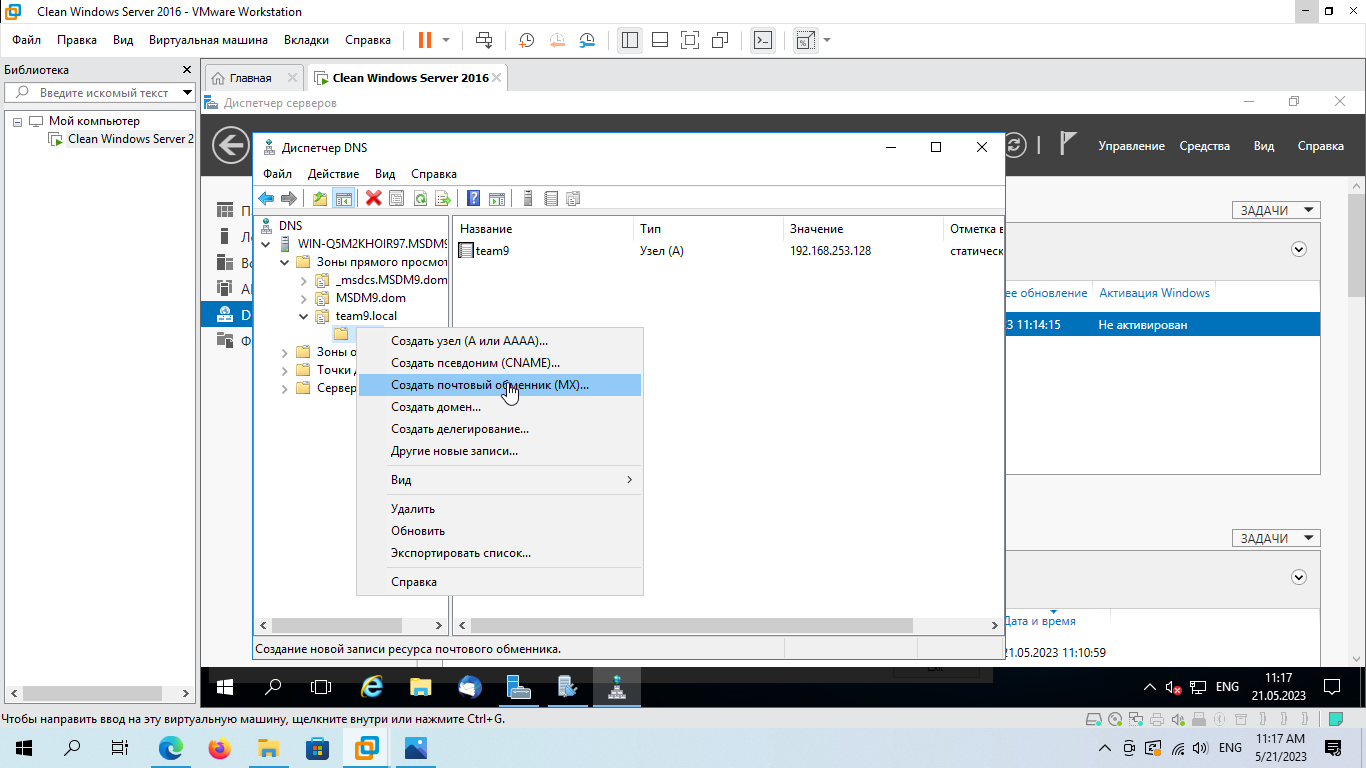 Clean Windows Server 2016 - VMware Workstation
Файл Правка Вид Виртуальная машина Вкладки Справка
Библиотека
Введите искомый текст
Мой компьютер
Clean Windows Server 2
Главная
Clean Windows Server 2016
Диспетчер серверов
Управление Средства Вид Справка
Диспетчер DNS
Файл Действие Вид Справка
DNS
WIN-Q5M2KHOIR97.MSDM9
Зоны прямого просмот
_msdcs.MSDM9.dom
MSDM9.dom
team9.local
Зоны о
Точки
Сервер
Название Тип Значение Отметка в
team9 Узел (A) 192.168.253.128 статическ
Создать узел (A или AAAA)...
Создать псевдоним (CNAME)...
Создать почтовый обменник (MX)...
Создать домен...
Создать делегирование...
Другие новые записи...
Вид
Удалить
Обновить
Экспортировать список...
Справка
Создание новой записи ресурса почтового обменника.
ЗАДАЧИ
ее обновление Активация Windows
3 11:14:15 Не активирован
ЗАДАЧИ
Дата и время
21.05.2023 11:10:59
ENG
11:17
21.05.2023
Чтобы направить ввод на эту виртуальную машину, щелкните внутри или нажмите Ctrl+G.
ENG
11:17 AM
5/21/2023